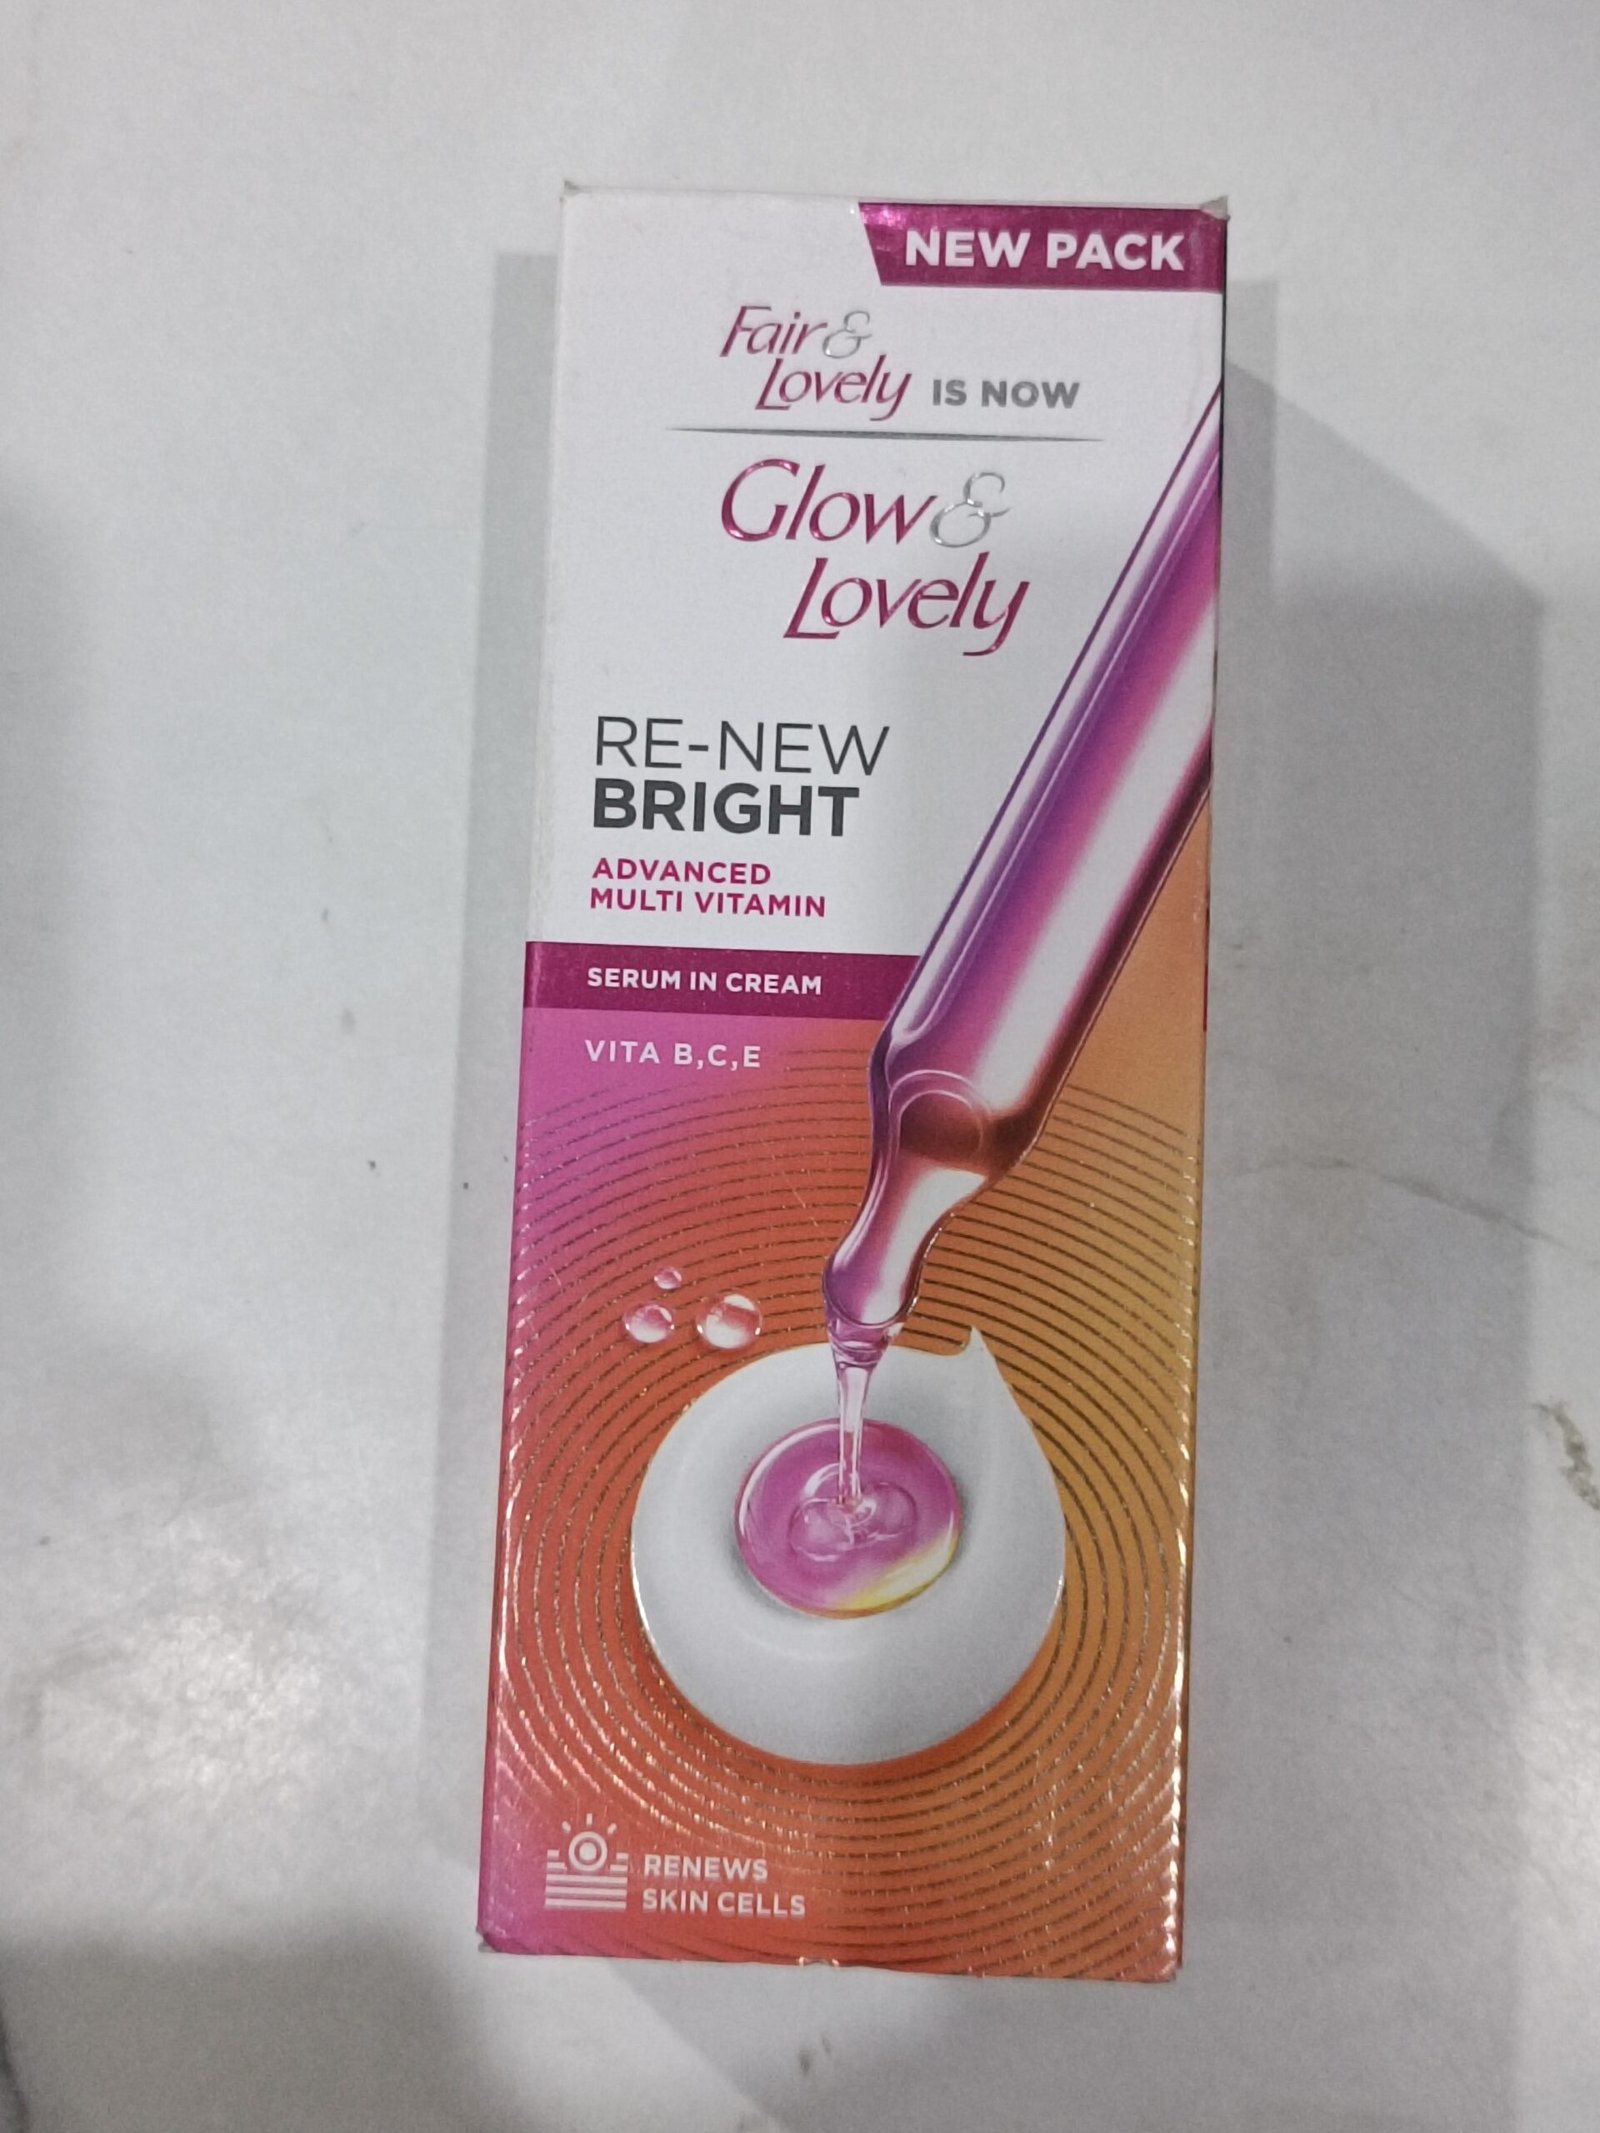 NEW PACK
Fair &
Lovely IS NOW
Glow &
Lovely
RE-NEW
BRIGHT
ADVANCED
MULTI VITAMIN
SERUM IN CREAM
VITA B,C,E
RENEWS
SKIN CELLS